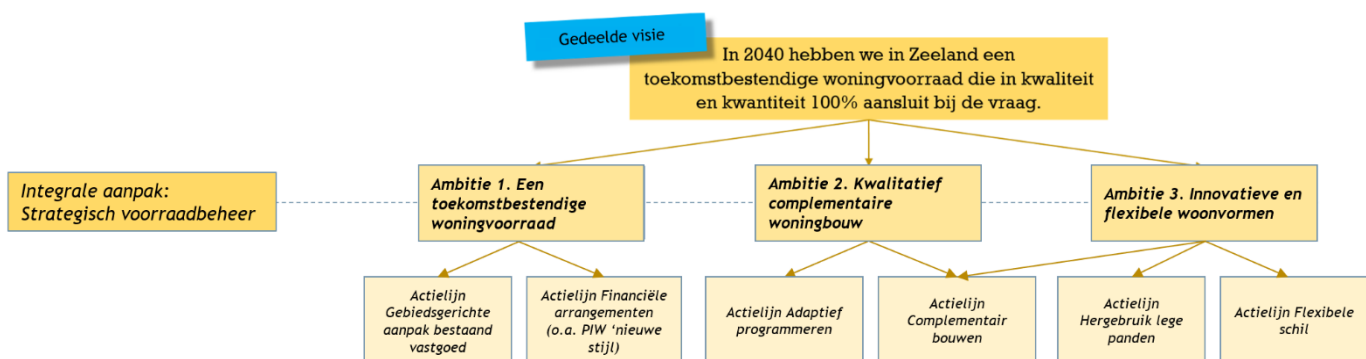 Gedeelde visie
In 2040 hebben we in Zeeland een
toekomstbestendige woningvoorraad die in kwaliteit
en kwantiteit 100% aansluit bij de vraag.
Integrale aanpak:
Strategisch voorraadbeheer
Ambitie 1. Een
toekomstbestendige
woningvoorraad
Ambitie 2. Kwalitatief
complementaire
woningbouw
Ambitie 3. Innovatieve en
flexibele woonvormen
Actielijn
Gebiedsgerichte
aanpak bestaand
vastgoed
Actielijn Financiële
arrangementen
(o.a. PIW ‘nieuwe
stijl)
Actielijn Adaptief
programmeren
Actielijn
Complementair
bouwen
Actielijn
Hergebruik lege
panden
Actielijn Flexibele
schil